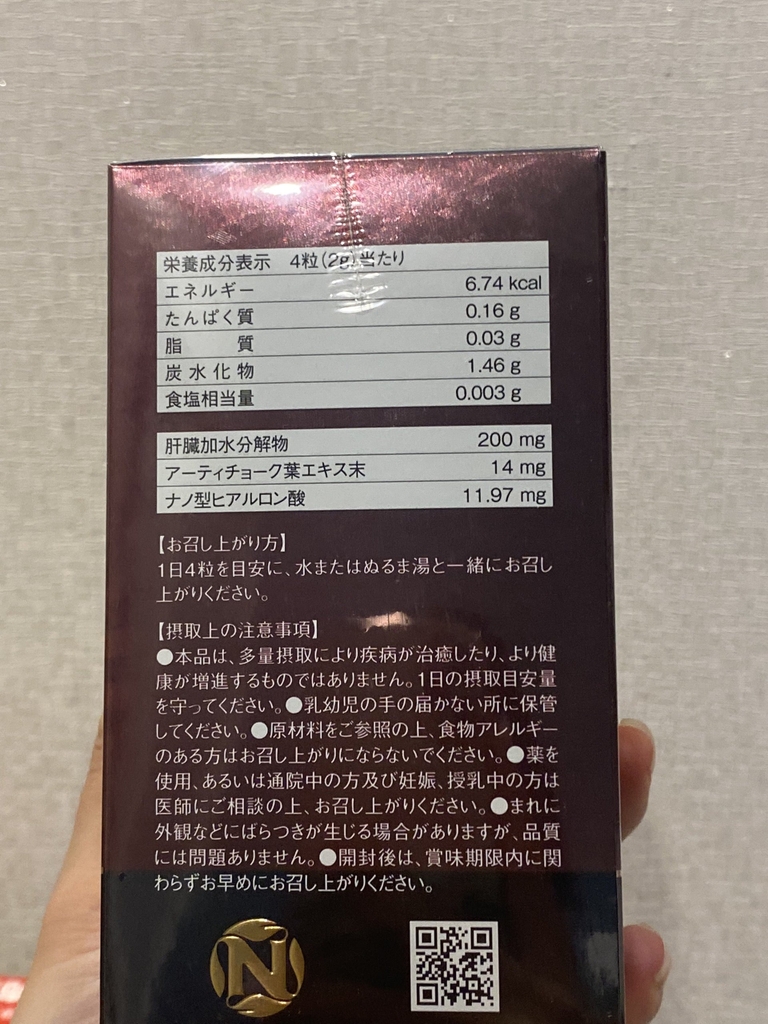 栄養成分表示 4粒(2g)当たり
エネルギー 6.74 kcal
たんぱく質 0.16 g
脂質 0.03 g
炭水化物 1.46 g
食塩相当量 0.003 g
肝臓加水分解物 200 mg
アーティチョーク葉エキス末 14 mg
ナノ型ヒアルロン酸 11.97 mg
【お召し上がり方】
1日4粒を目安に、水またはぬるま湯と一緒にお召し
上がりください。
【摂取上の注意事項】
●本品は、多量摂取により疾病が治癒したり、より健
康が増進するものではありません。1日の摂取目安量
を守ってください。●乳幼児の手の届かない所に保管
してください。●原材料をご参照の上、食物アレルギー
のある方はお召し上がりにならないでください。●薬を
使用、あるいは通院中の方及び妊娠、授乳中の方は
医師にご相談の上、お召し上がりください。●まれに
外観などにばらつきが生じる場合がありますが、品質
には問題ありません。●開封後は、賞味期限内に関
わらずお早めにお召し上がりください。
N